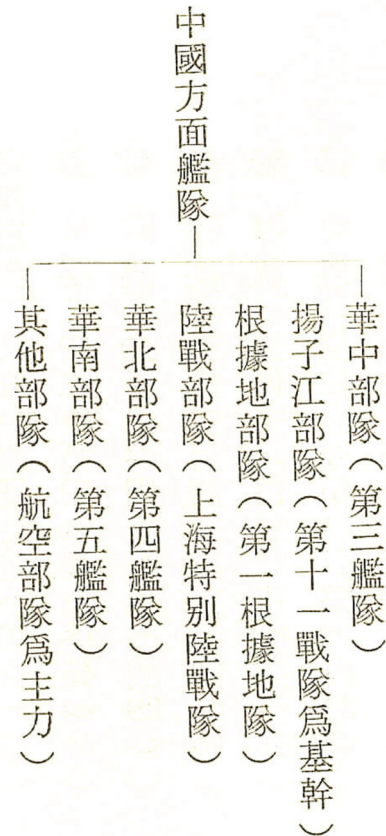 中國方面艦隊
華中部隊（第三艦隊）
揚子江部隊（第十一戰隊爲基幹）
根據地部隊（第一根據地隊）
陸戰部隊（上海特別陸戰隊）
華北部隊（第四艦隊）
華南部隊（第五艦隊）
其他部隊（航空部隊爲主力）